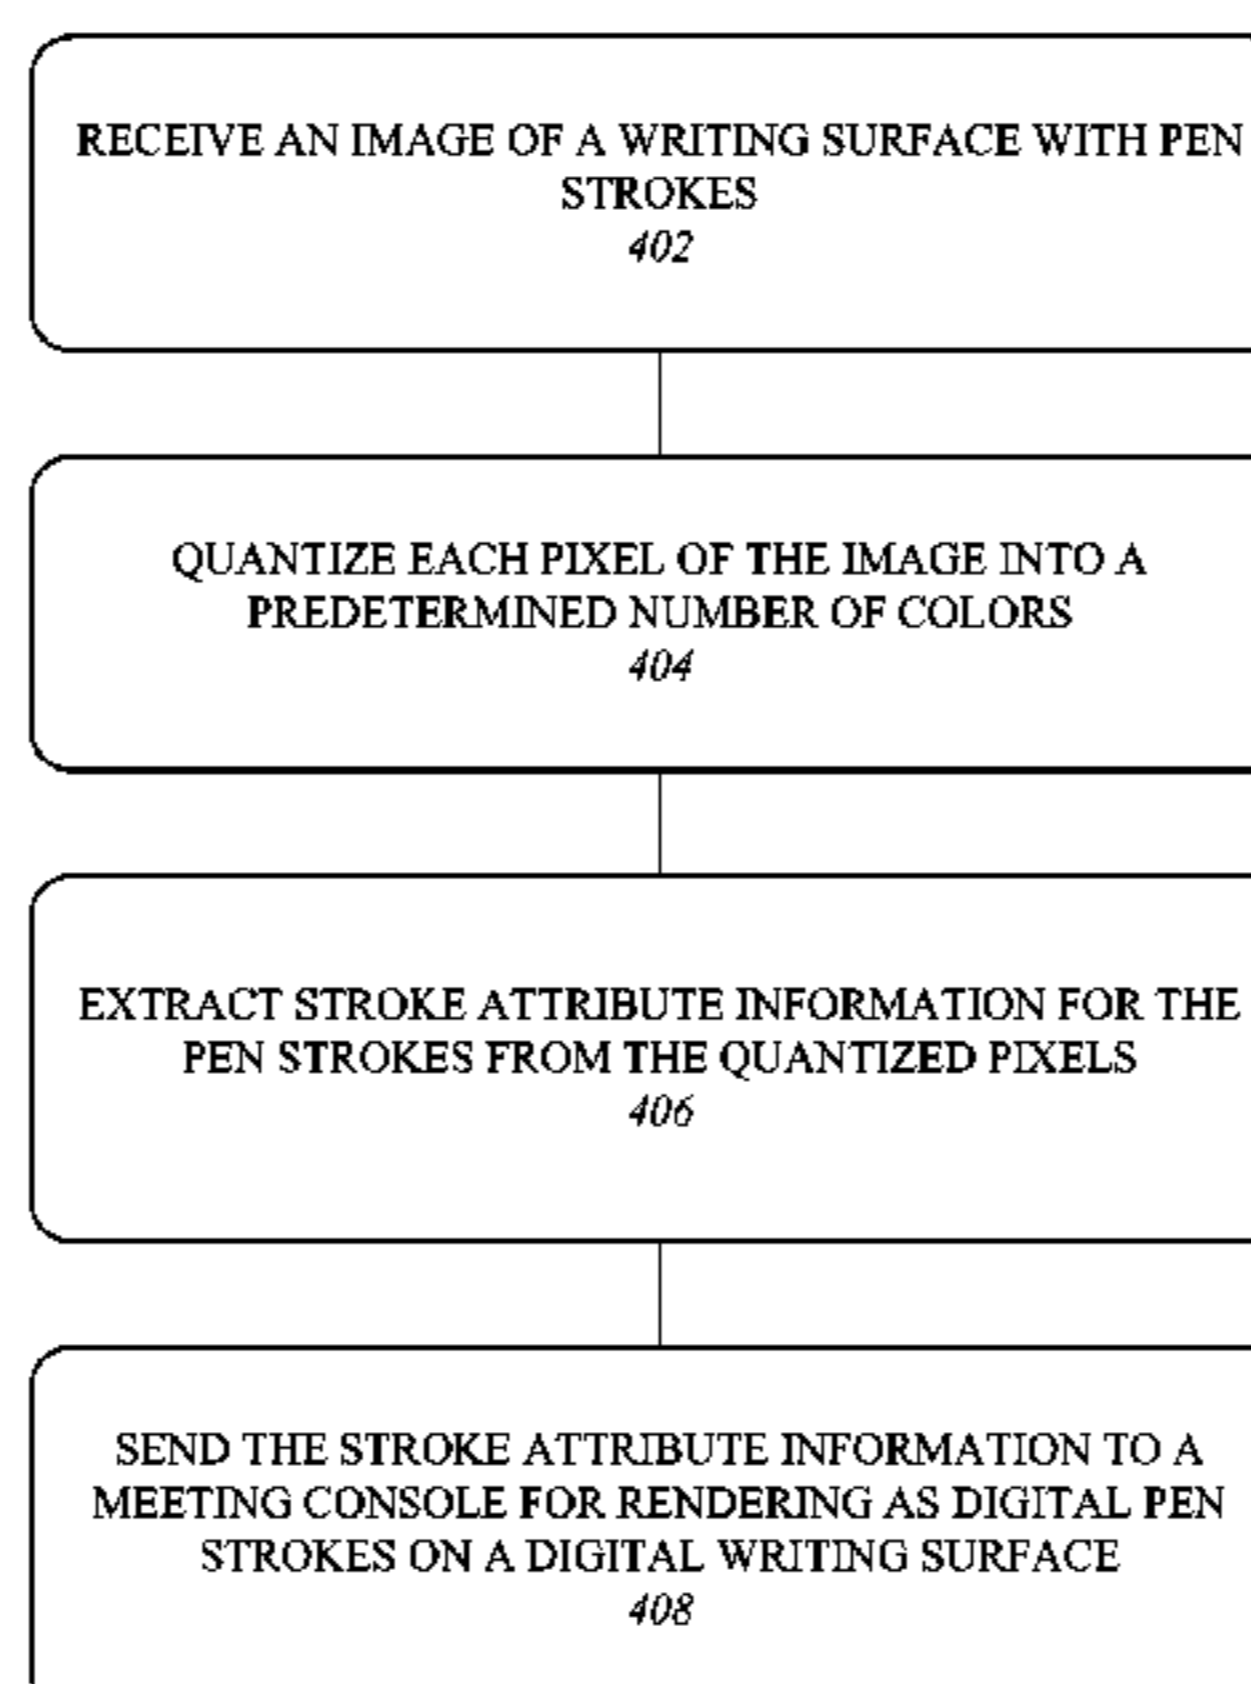 RECEIVE AN IMAGE OF A WRITING SURFACE WITH PEN
STROKES
402
QUANTIZE EACH PIXEL OF THE IMAGE INTO A
PREDETERMINED NUMBER OF COLORS
404
EXTRACT STROKE ATTRIBUTE INFORMATION FOR THE
PEN STROKES FROM THE QUANTIZED PIXELS
406
SEND THE STROKE ATTRIBUTE INFORMATION TO A
MEETING CONSOLE FOR RENDERING AS DIGITAL PEN
STROKES ON A DIGITAL WRITING SURFACE
408